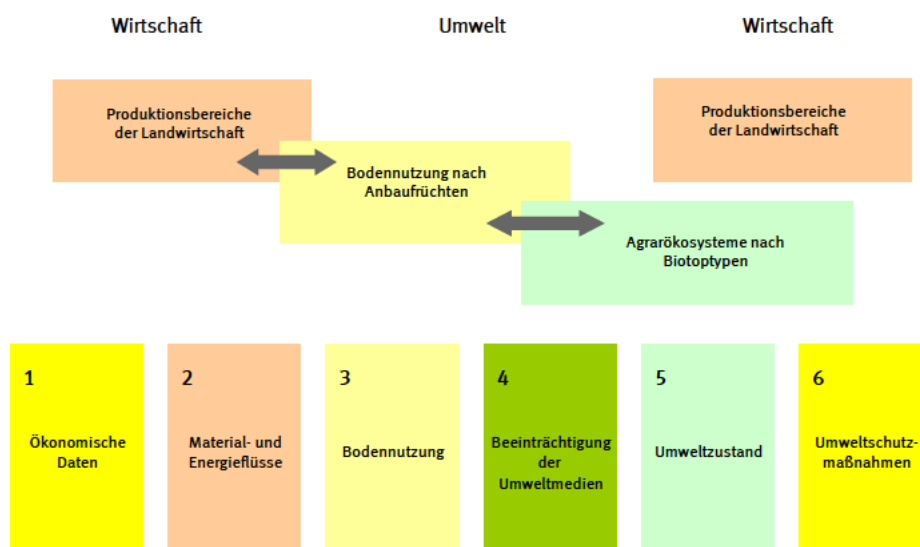 Wirtschaft Umwelt Wirtschaft
Produktionsbereiche
der Landwirtschaft
Produktionsbereiche
der Landwirtschaft
Bodennutzung nach
Anbaufrüchten
Agrarökosysteme nach
Biotoptypen
1
Ökonomische
Daten
2
Material- und
Energieflüsse
3
Bodennutzung
4
Beeinträchtigung
der
Umweltmedien
5
Umweltzustand
6
Umweltschutz-
maßnahmen